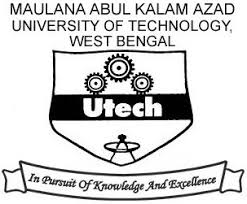 MAULANA ABUL KALAM AZAD
UNIVERSITY OF TECHNOLOGY,
WEST BENGAL
Utech
In Pursuit Of Knowledge And Excellence